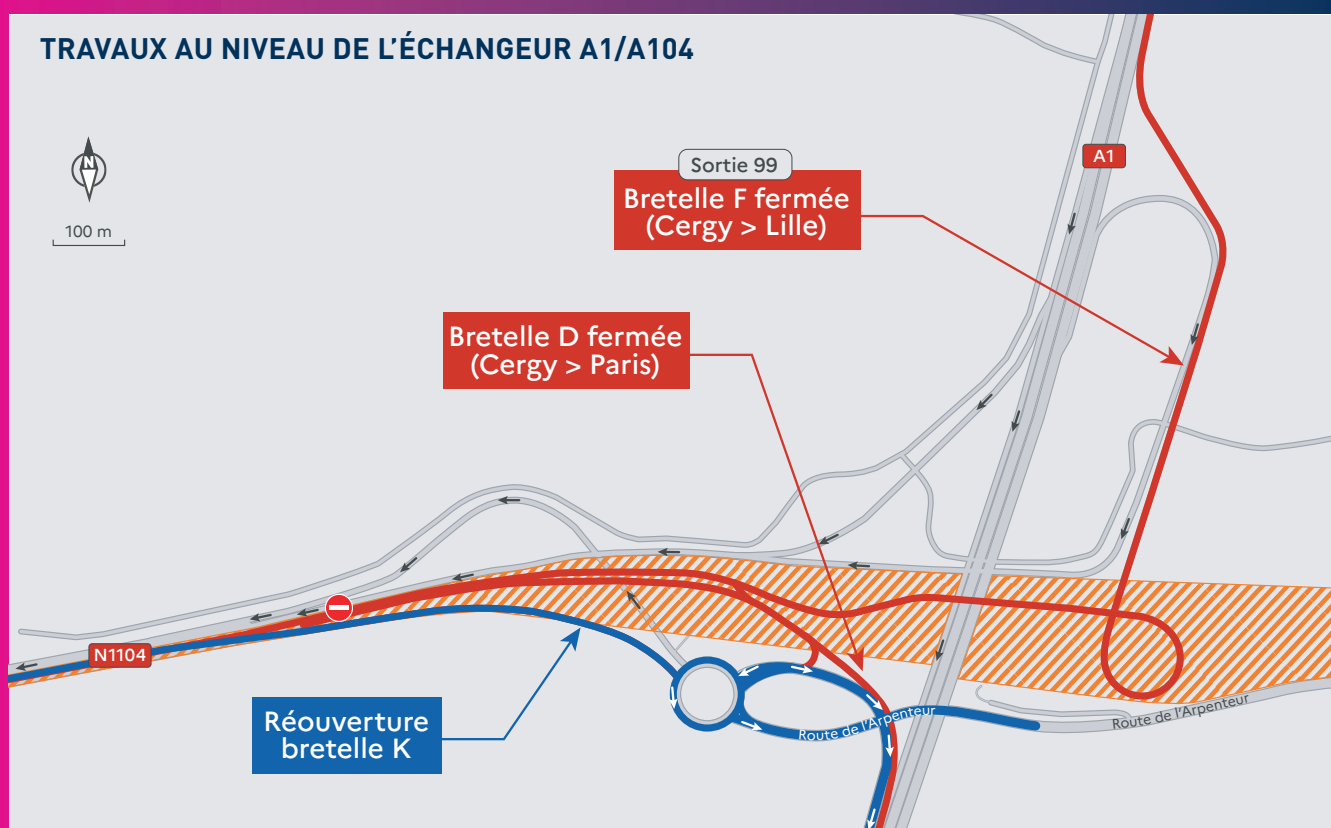 TRAVAUX AU NIVEAU DE L'ÉCHANGEUR A1/A104
N
100 m
A1
Sortie 99
Bretelle F fermée
(Cergy > Lille)
Bretelle D fermée
(Cergy > Paris)
N1104
Réouverture
bretelle K
Route de l'Arpenteur
Route de l'Arpenteur